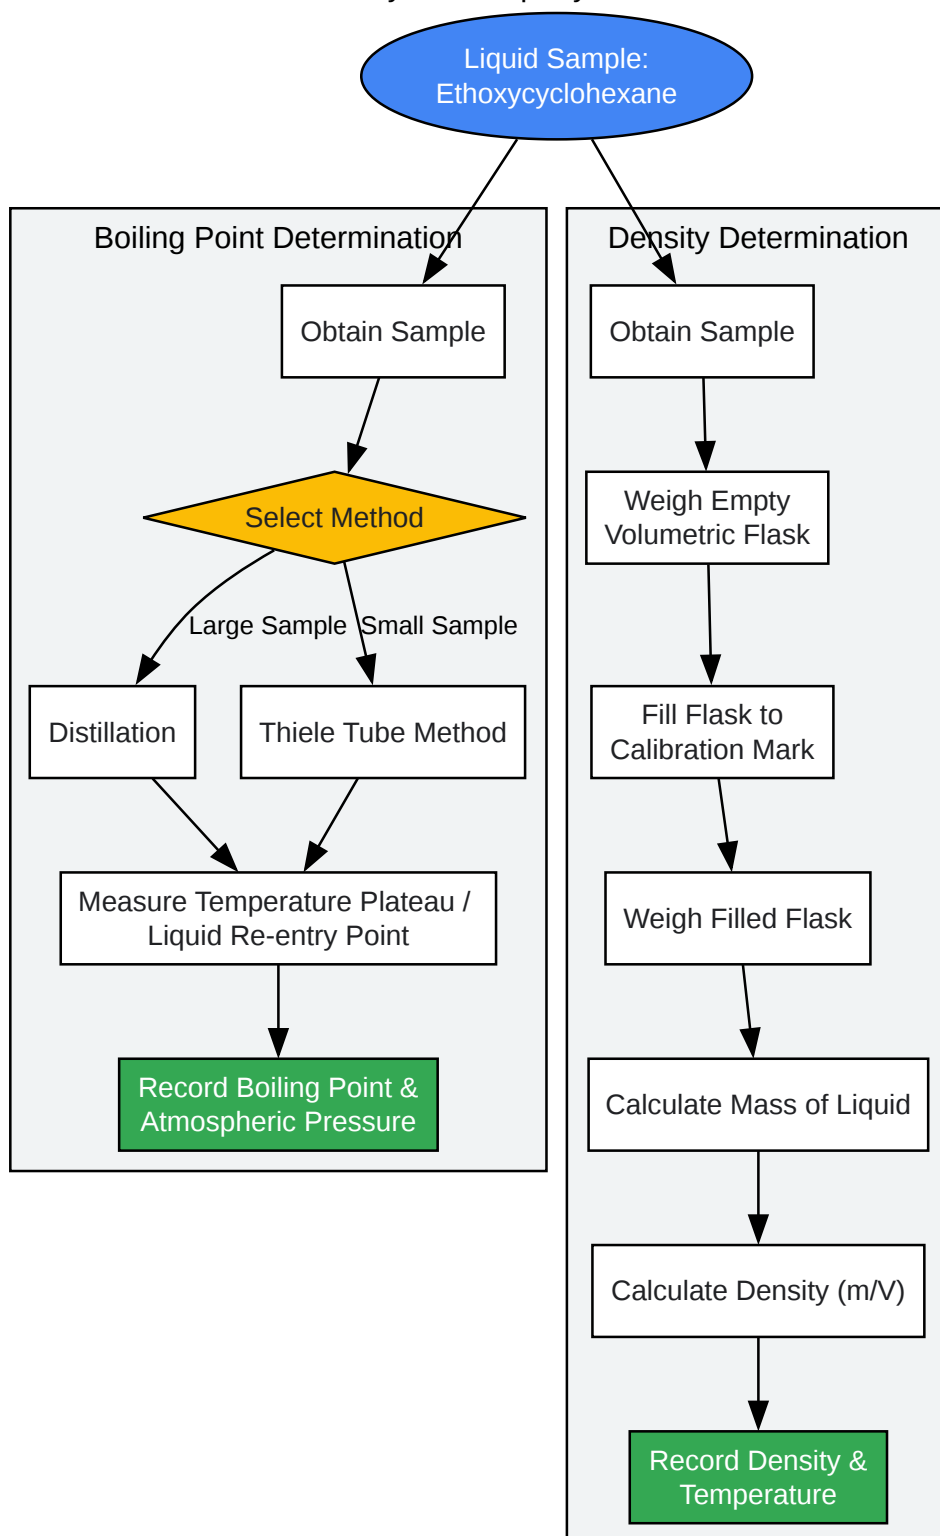 Liquid Sample:
Ethoxycyclohexane
Boiling Point Determination
Obtain Sample
Select Method
Large Sample
Small Sample
Distillation
Thiele Tube Method
Measure Temperature Plateau /
Liquid Re-entry Point
Record Boiling Point &
Atmospheric Pressure
Density Determination
Obtain Sample
Weigh Empty
Volumetric Flask
Fill Flask to
Calibration Mark
Weigh Filled Flask
Calculate Mass of Liquid
Calculate Density (m/V)
Record Density &
Temperature